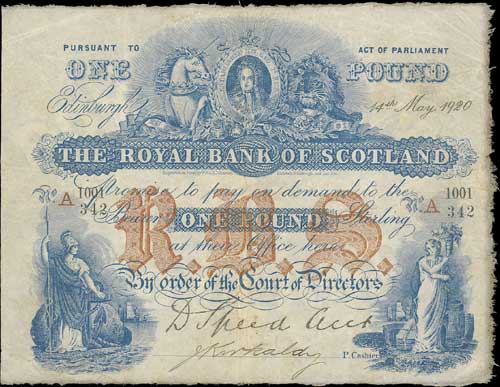 PURSUANT TO ACT OF PARLIAMENT
ONE POUND
Edinburgh 14th May 1920
THE ROYAL BANK OF SCOTLAND
Promise to pay on demand to the
No A 1001 342
No A 1001 342
Bearer ONE POUND Sterling
R.B.S.
at their Office here
By order of the Court of Directors
D Speed Acct
J Kirkaldy
P. Cashier